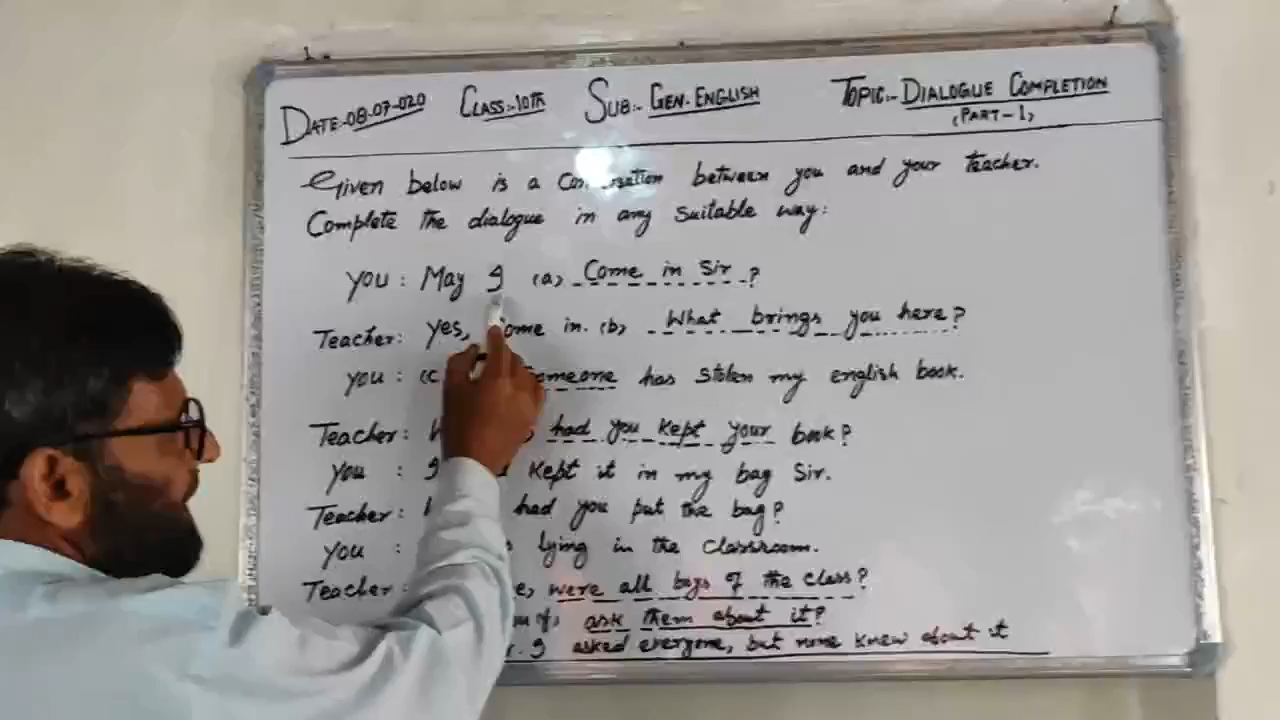 DATE:-08-07-020 CLASS:-10TH SUB:- GEN. ENGLISH TOPIC:- DIALOGUE COMPLETION
(PART-1)
Given below is a between you and your teacher.
Complete the dialogue in any suitable way:
You: May I (a) Come in Sir?
Teacher: Yes, Come in. (b) What brings you here?
You: (c Someone has stolen my english book.
Teacher: had you kept your book?
You: kept it in my bag Sir.
Teacher: had you put the bag?
You: lying in the classroom.
Teacher: were all boys of the class?
ask them about it?
I asked everyone, but none knew about it